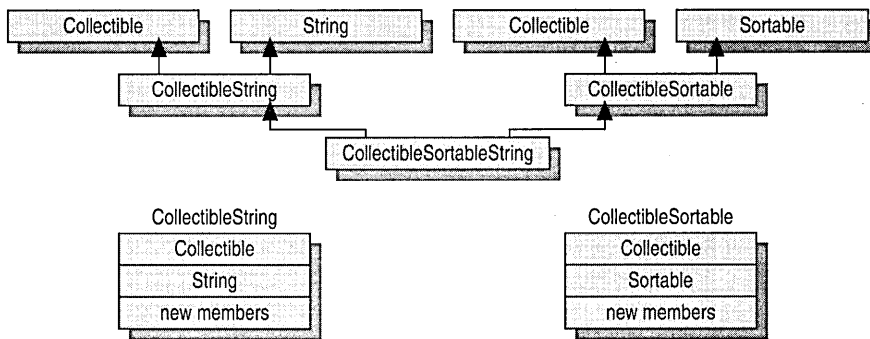 Collectible String Collectible Sortable
CollectibleString CollectibleSortable
CollectibleSortableString
CollectibleString CollectibleSortable
Collectible Collectible
String Sortable
new members new members